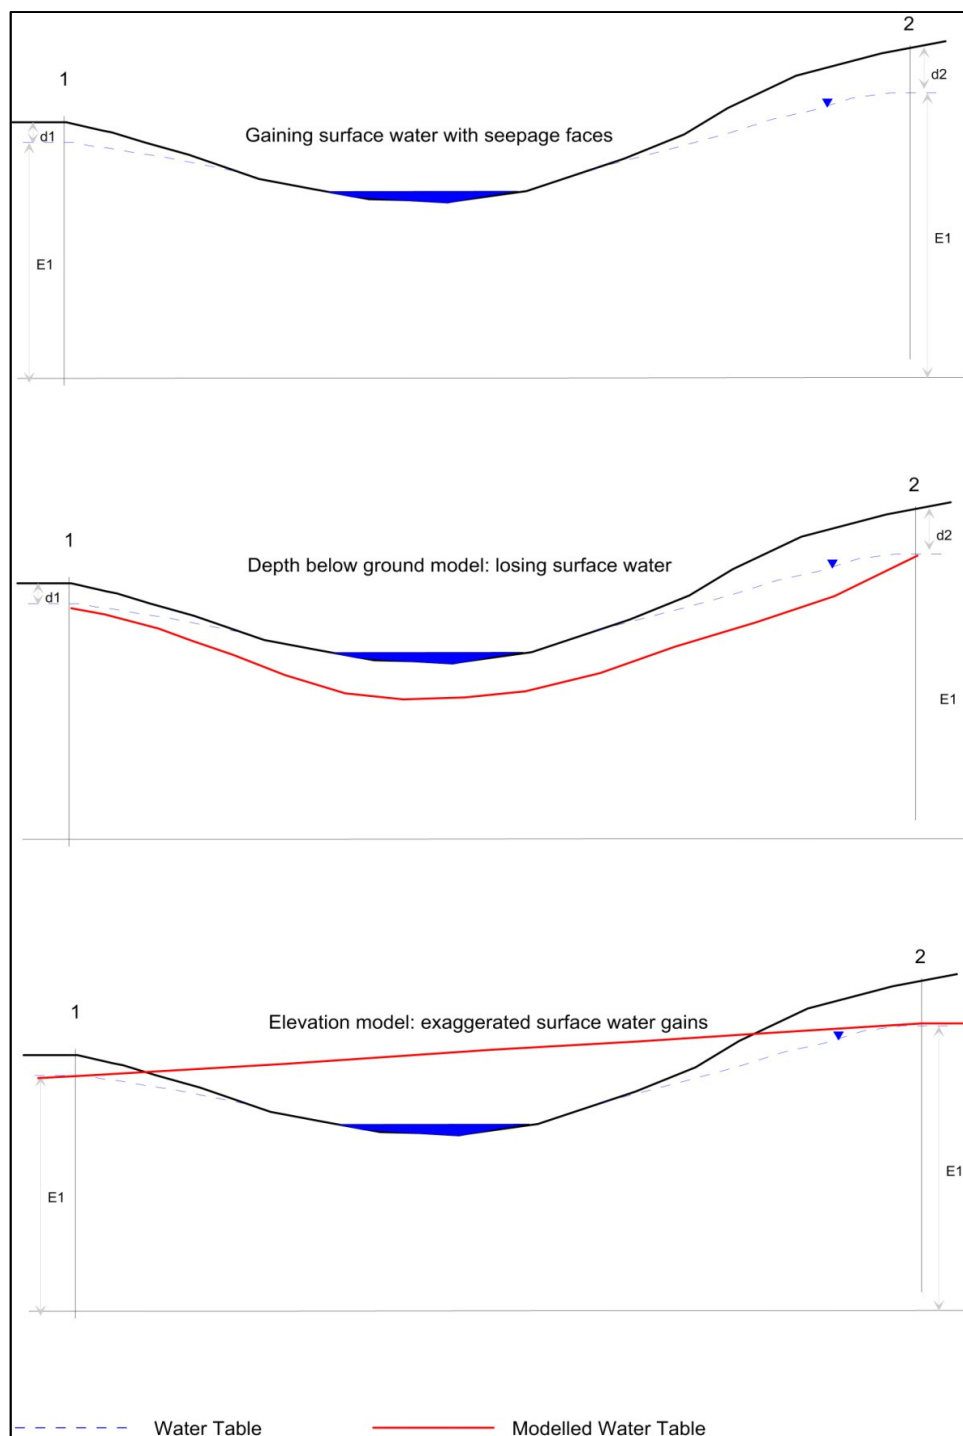 2
1
d2
d1
Gaining surface water with seepage faces
E1
E1
2
1
d2
Depth below ground model: losing surface water
d1
E1
2
1
Elevation model: exaggerated surface water gains
E1
E1
Water Table
Modelled Water Table